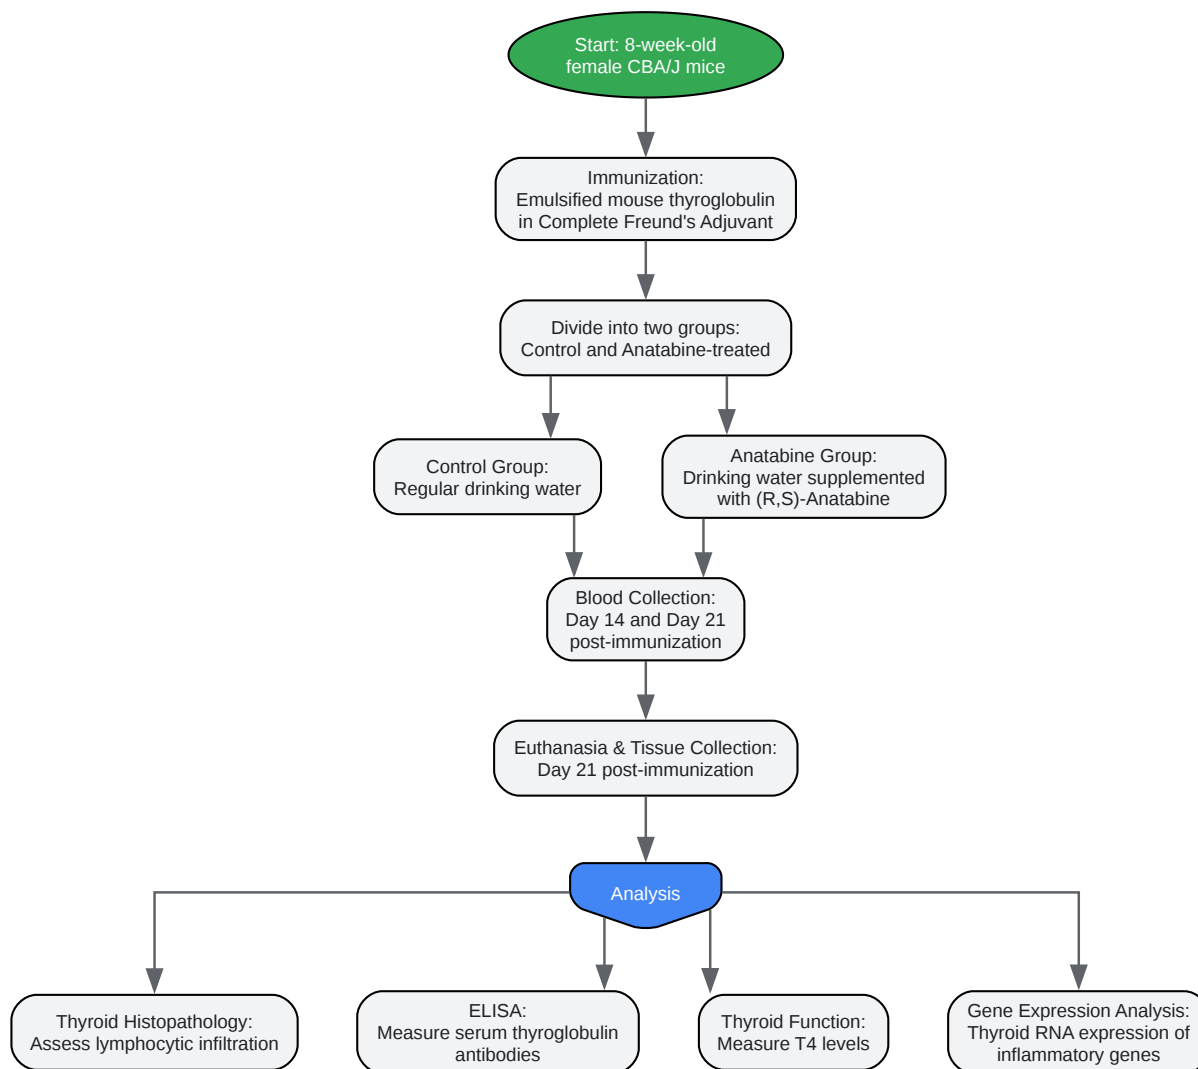 Start: 8-week-old
female CBA/J mice
Immunization:
Emulsified mouse thyroglobulin
in Complete Freund's Adjuvant
Divide into two groups:
Control and Anatabine-treated
Control Group:
Regular drinking water
Anatabine Group:
Drinking water supplemented
with (R,S)-Anatabine
Blood Collection:
Day 14 and Day 21
post-immunization
Euthanasia & Tissue Collection:
Day 21 post-immunization
Analysis
Thyroid Histopathology:
Assess lymphocytic infiltration
ELISA:
Measure serum thyroglobulin
antibodies
Thyroid Function:
Measure T4 levels
Gene Expression Analysis:
Thyroid RNA expression of
inflammatory genes